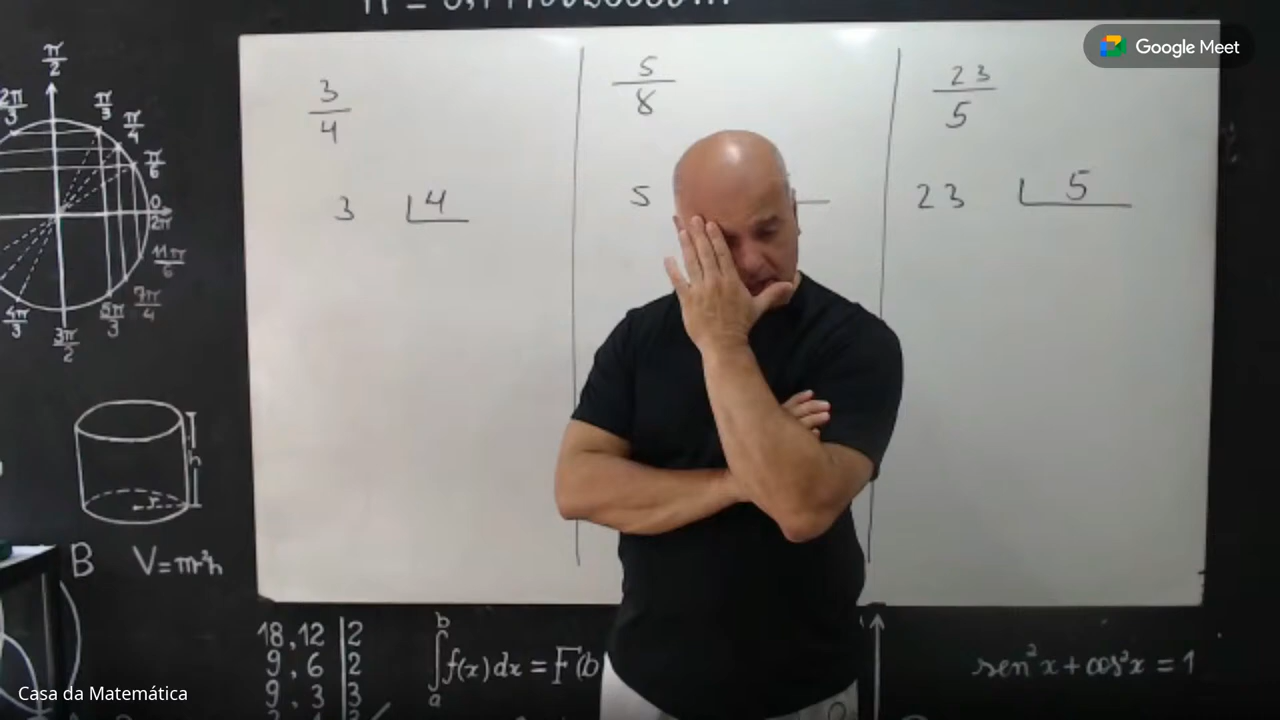 Google Meet
π/2
2π/3
π/3
π/4
π/6
0
2π
11π/6
7π/4
5π/3
3π/2
4π/3
3/4
3 4
5/8
5
23/5
23 5
h
r
B V=πr²h
18,12 2
9, 6 2
9, 3 3
∫ₐᵇ f(x)dx = F(b
sen²x+cos²x = 1
Casa da Matemática